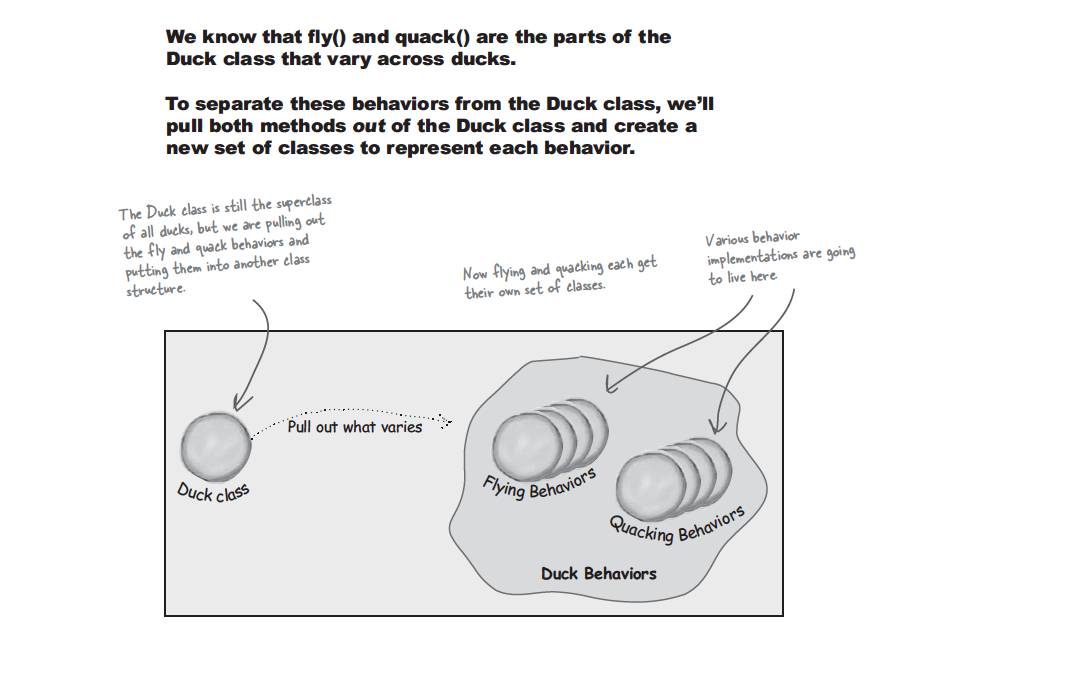 We know that fly() and quack() are the parts of the
Duck class that vary across ducks.
To separate these behaviors from the Duck class, we’ll
pull both methods out of the Duck class and create a
new set of classes to represent each behavior.
The Duck class is still the superclass
of all ducks, but we are pulling out
the fly and quack behaviors and
putting them into another class
structure.
Now flying and quacking each get
their own set of classes.
Various behavior
implementations are going
to live here.
Pull out what varies
Duck class
Flying Behaviors
Quacking Behaviors
Duck Behaviors